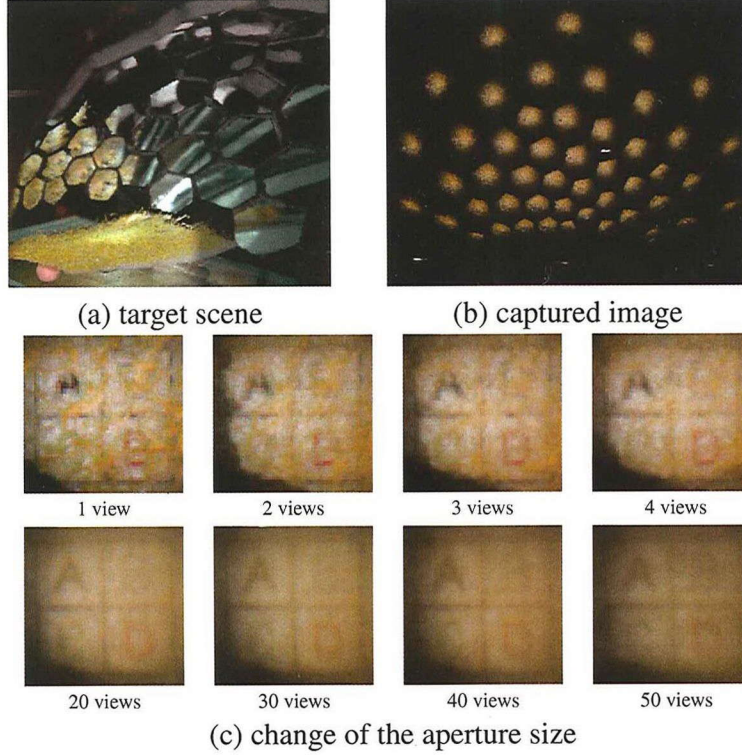 (a) target scene
(b) captured image
A
D
1 view
A
D
2 views
A
D
3 views
A
D
4 views
A
D
20 views
A
D
30 views
A
D
40 views
A
D
50 views
(c) change of the aperture size